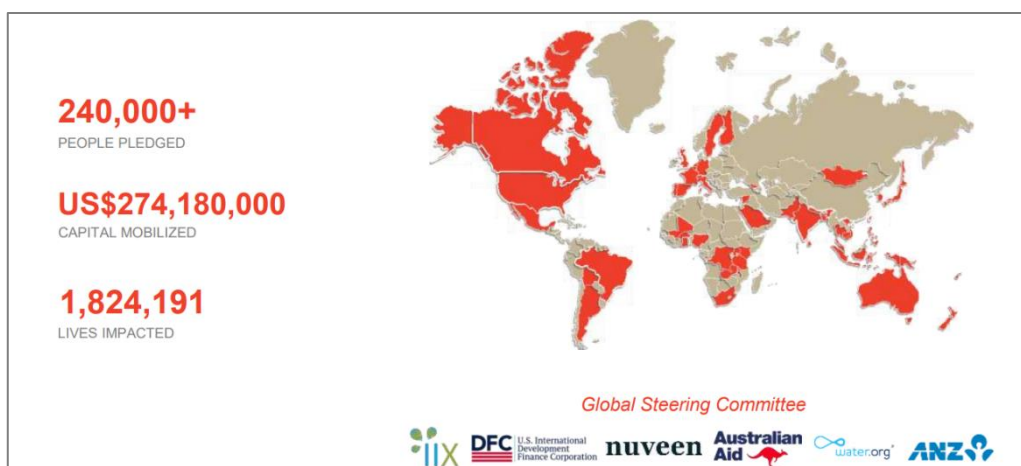 240,000+
PEOPLE PLEDGED
US$274,180,000
CAPITAL MOBILIZED
1,824,191
LIVES IMPACTED
Global Steering Committee
iix
DFC U.S. International
Development
Finance Corporation
nuveen
Australian
Aid
water.org
ANZ